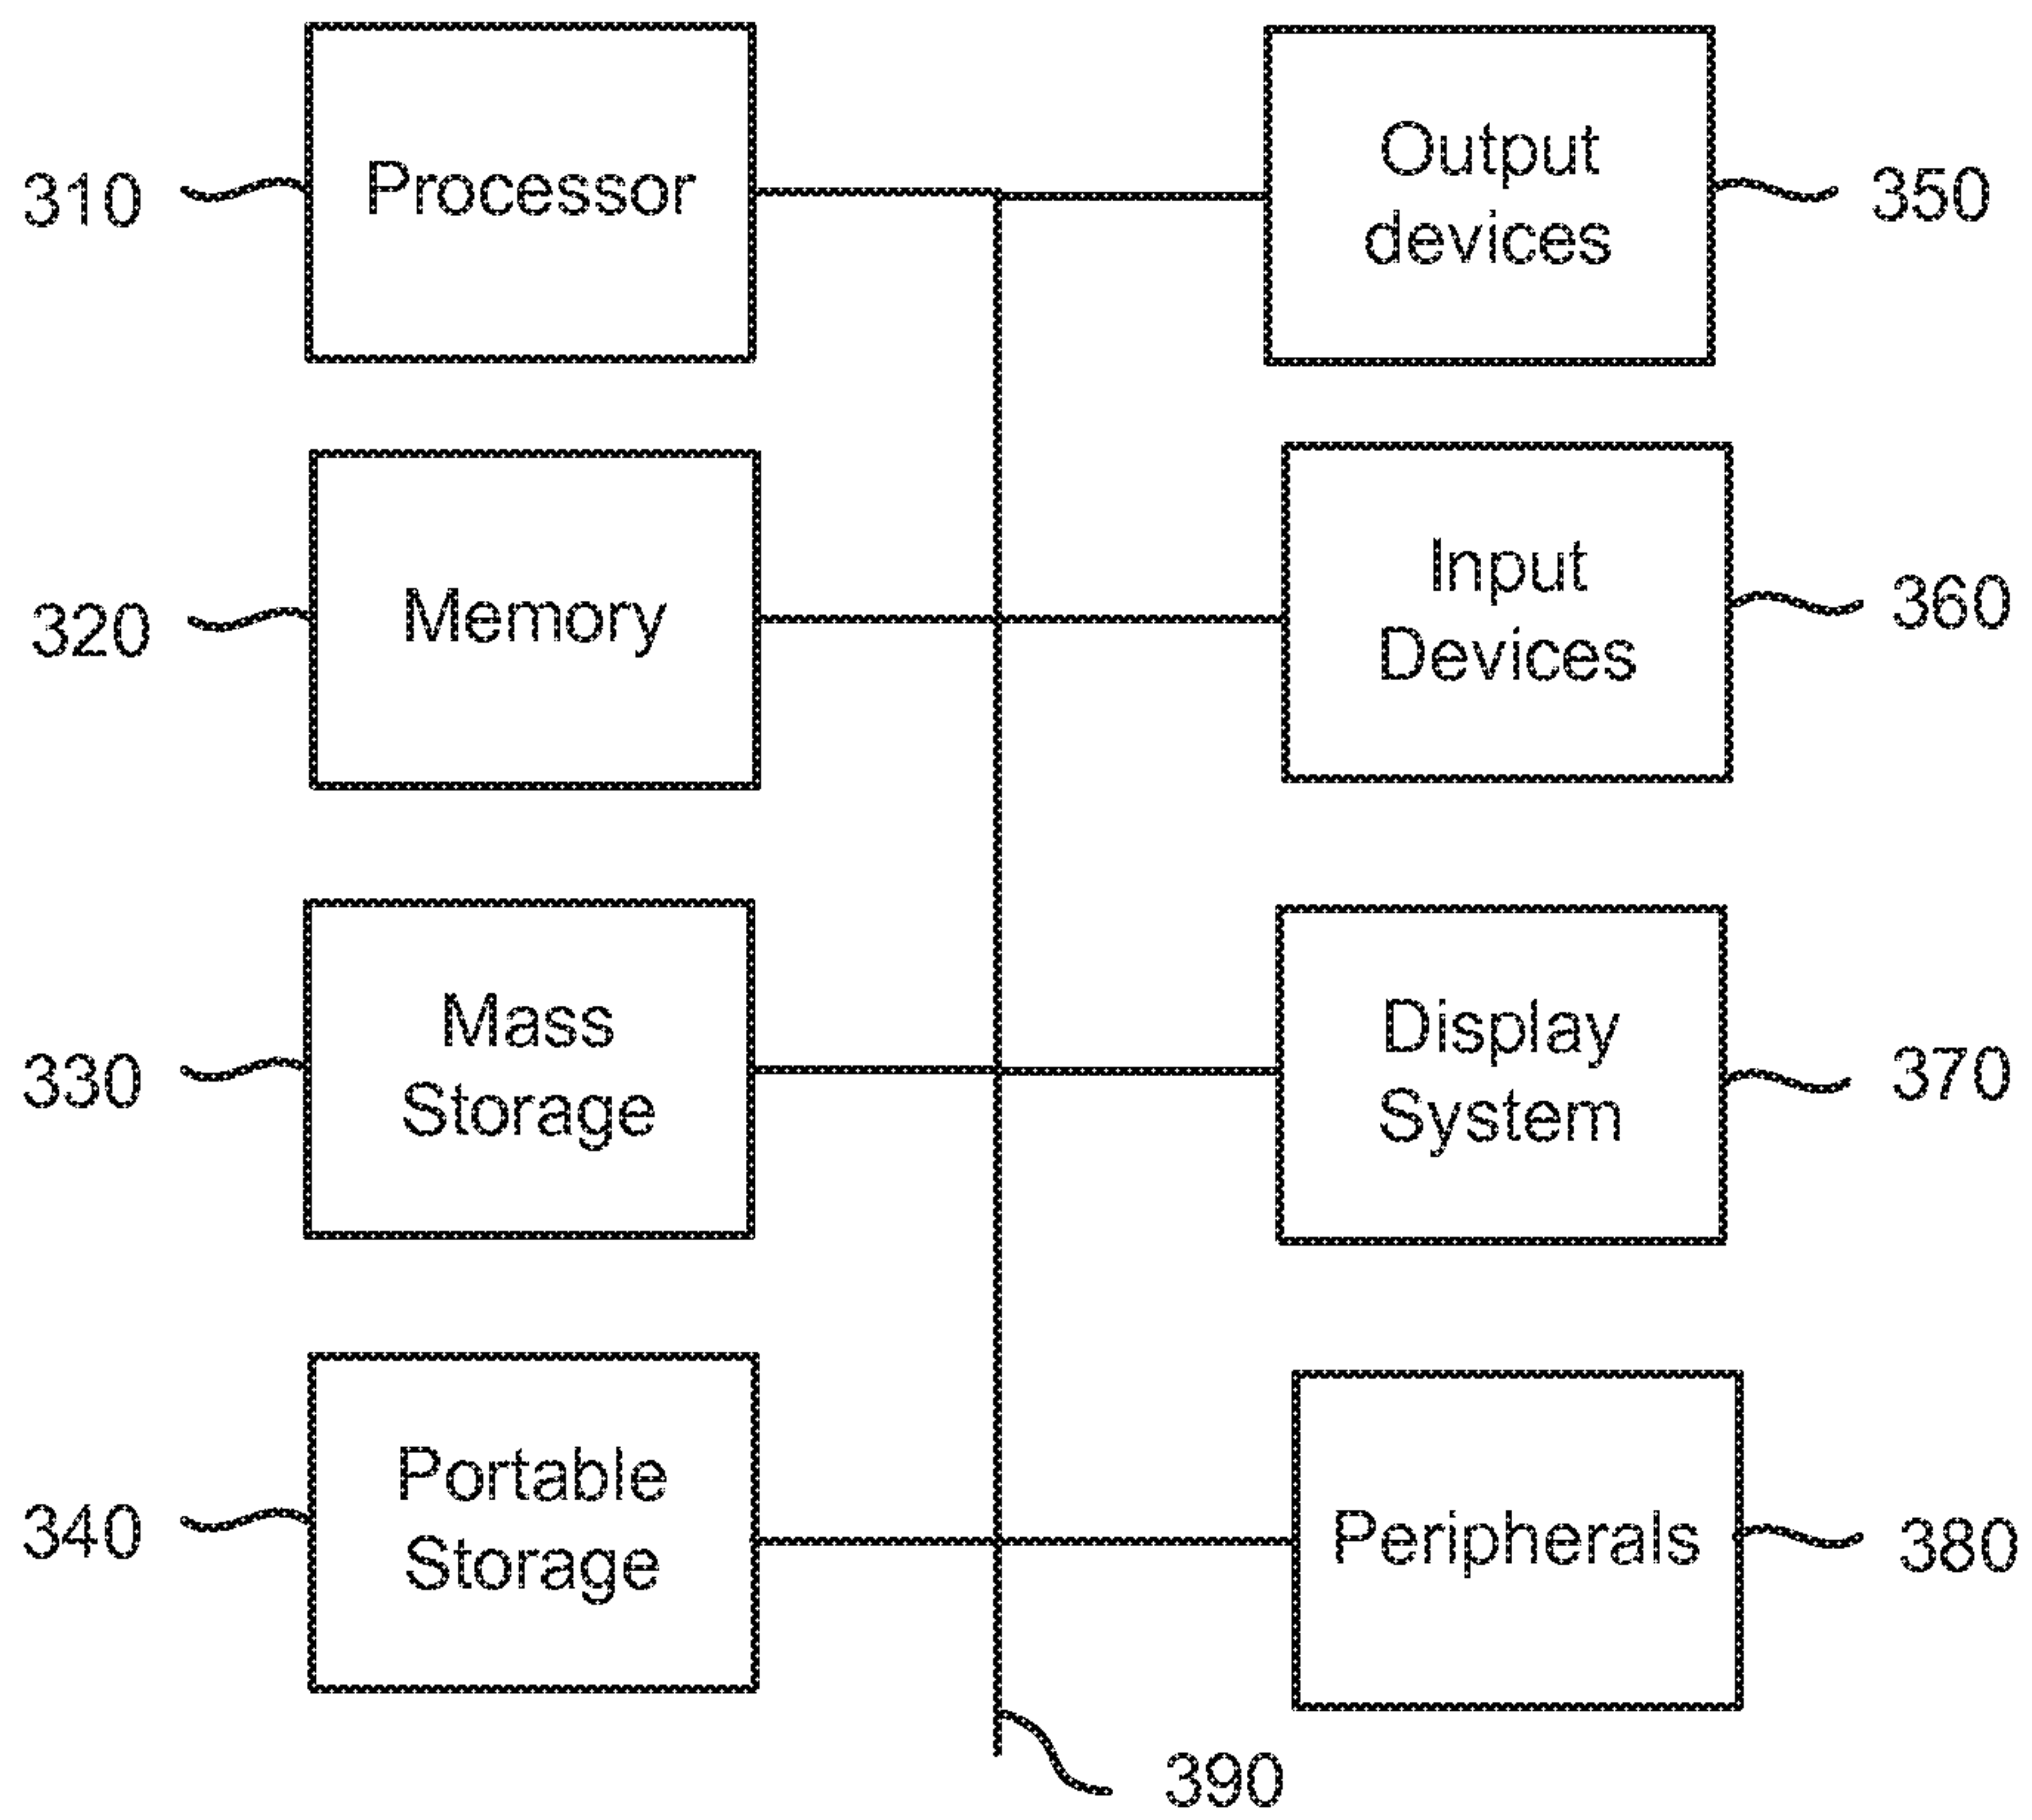 310
Processor
Output
devices
350
320
Memory
Input
Devices
360
330
Mass
Storage
Display
System
370
340
Portable
Storage
Peripherals
380
390